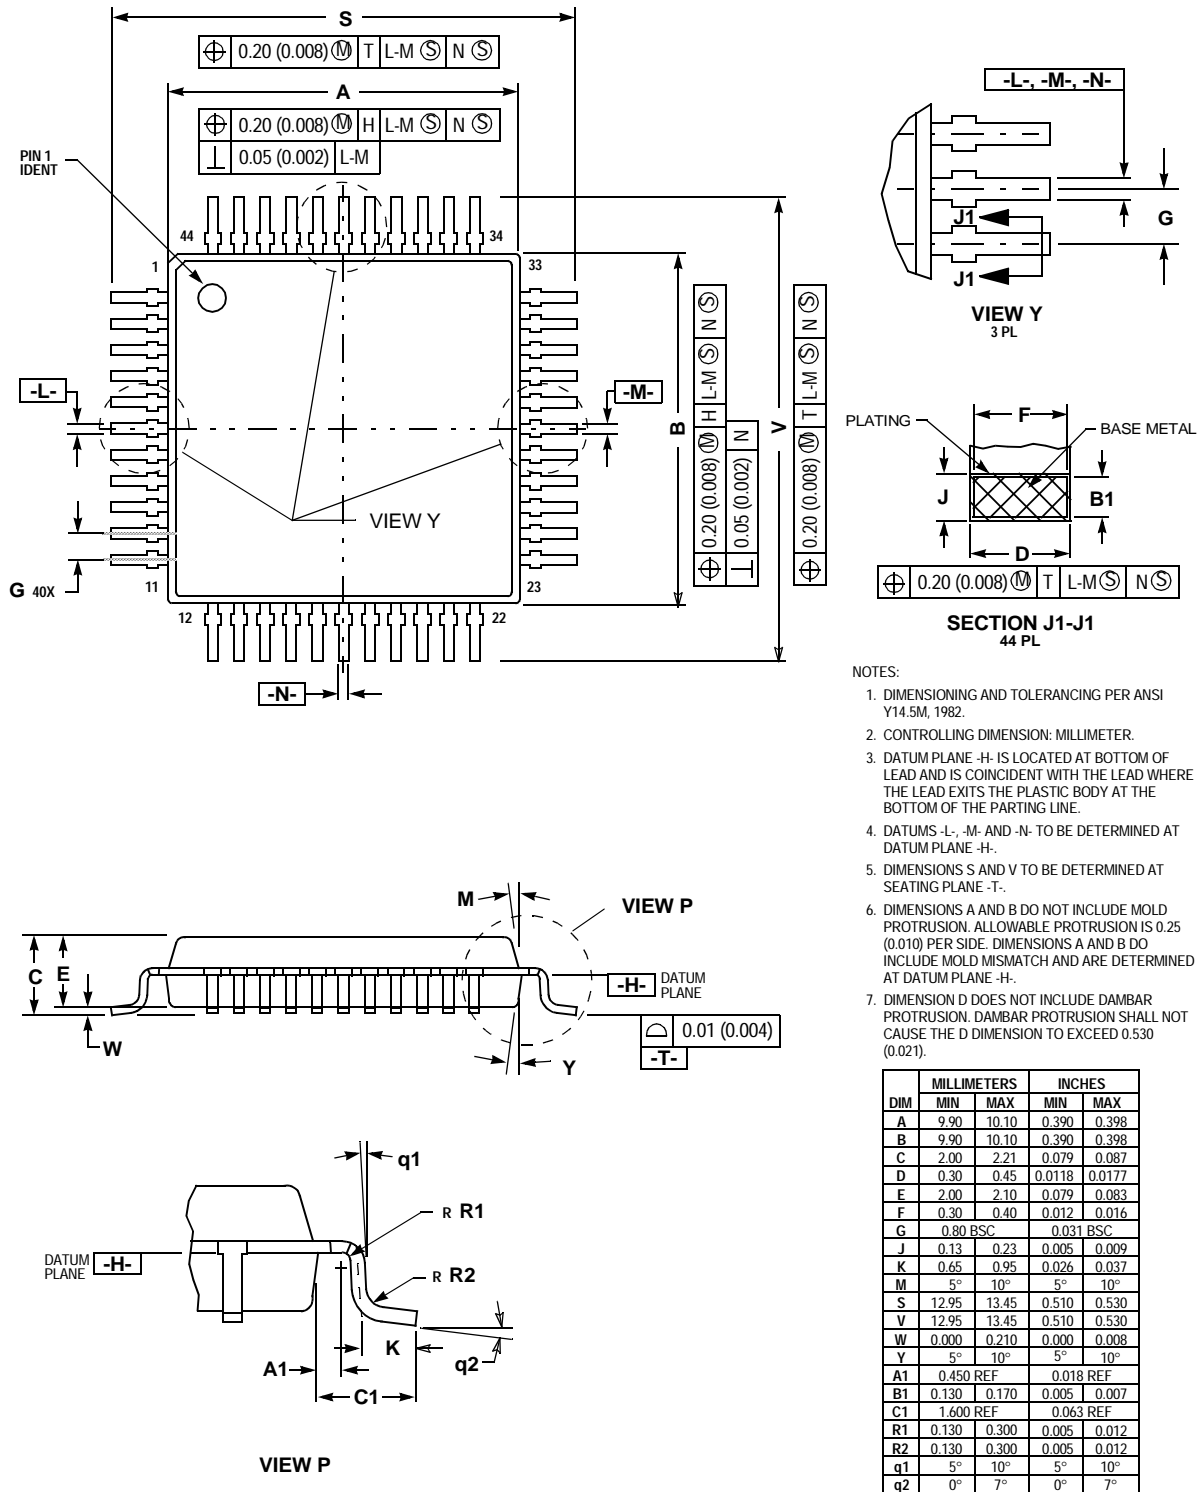 S
⌖ 0.20 (0.008) Ⓜ T L-M Ⓢ N Ⓢ
A
⌖ 0.20 (0.008) Ⓜ H L-M Ⓢ N Ⓢ
⊥ 0.05 (0.002) L-M
PIN 1
IDENT
44
34
1
33
-L-
-M-
B
V
⌖ 0.20 (0.008) Ⓜ H L-M Ⓢ N Ⓢ
⊥ 0.05 (0.002) N
⌖ 0.20 (0.008) Ⓜ T L-M Ⓢ N Ⓢ
VIEW Y
G 40X
11
23
12
22
-N-
-L-, -M-, -N-
J1
G
J1
VIEW Y
3 PL
PLATING
F
BASE METAL
J
B1
D
⌖ 0.20 (0.008) Ⓜ T L-M Ⓢ N Ⓢ
SECTION J1-J1
44 PL
M
VIEW P
C E
-H- DATUM
PLANE
W
⌓ 0.01 (0.004)
-T-
Y
q1
R R1
DATUM
PLANE -H-
R R2
K
q2
A1
C1
VIEW P
NOTES:
1. DIMENSIONING AND TOLERANCING PER ANSI
Y14.5M, 1982.
2. CONTROLLING DIMENSION: MILLIMETER.
3. DATUM PLANE -H- IS LOCATED AT BOTTOM OF
LEAD AND IS COINCIDENT WITH THE LEAD WHERE
THE LEAD EXITS THE PLASTIC BODY AT THE
BOTTOM OF THE PARTING LINE.
4. DATUMS -L-, -M- AND -N- TO BE DETERMINED AT
DATUM PLANE -H-.
5. DIMENSIONS S AND V TO BE DETERMINED AT
SEATING PLANE -T-.
6. DIMENSIONS A AND B DO NOT INCLUDE MOLD
PROTRUSION. ALLOWABLE PROTRUSION IS 0.25
(0.010) PER SIDE. DIMENSIONS A AND B DO
INCLUDE MOLD MISMATCH AND ARE DETERMINED
AT DATUM PLANE -H-.
7. DIMENSION D DOES NOT INCLUDE DAMBAR
PROTRUSION. DAMBAR PROTRUSION SHALL NOT
CAUSE THE D DIMENSION TO EXCEED 0.530
(0.021).
MILLIMETERS INCHES
DIM MIN MAX MIN MAX
A 9.90 10.10 0.390 0.398
B 9.90 10.10 0.390 0.398
C 2.00 2.21 0.079 0.087
D 0.30 0.45 0.0118 0.0177
E 2.00 2.10 0.079 0.083
F 0.30 0.40 0.012 0.016
G 0.80 BSC 0.031 BSC
J 0.13 0.23 0.005 0.009
K 0.65 0.95 0.026 0.037
M 5° 10° 5° 10°
S 12.95 13.45 0.510 0.530
V 12.95 13.45 0.510 0.530
W 0.000 0.210 0.000 0.008
Y 5° 10° 5° 10°
A1 0.450 REF 0.018 REF
B1 0.130 0.170 0.005 0.007
C1 1.600 REF 0.063 REF
R1 0.130 0.300 0.005 0.012
R2 0.130 0.300 0.005 0.012
q1 5° 10° 5° 10°
q2 0° 7° 0° 7°